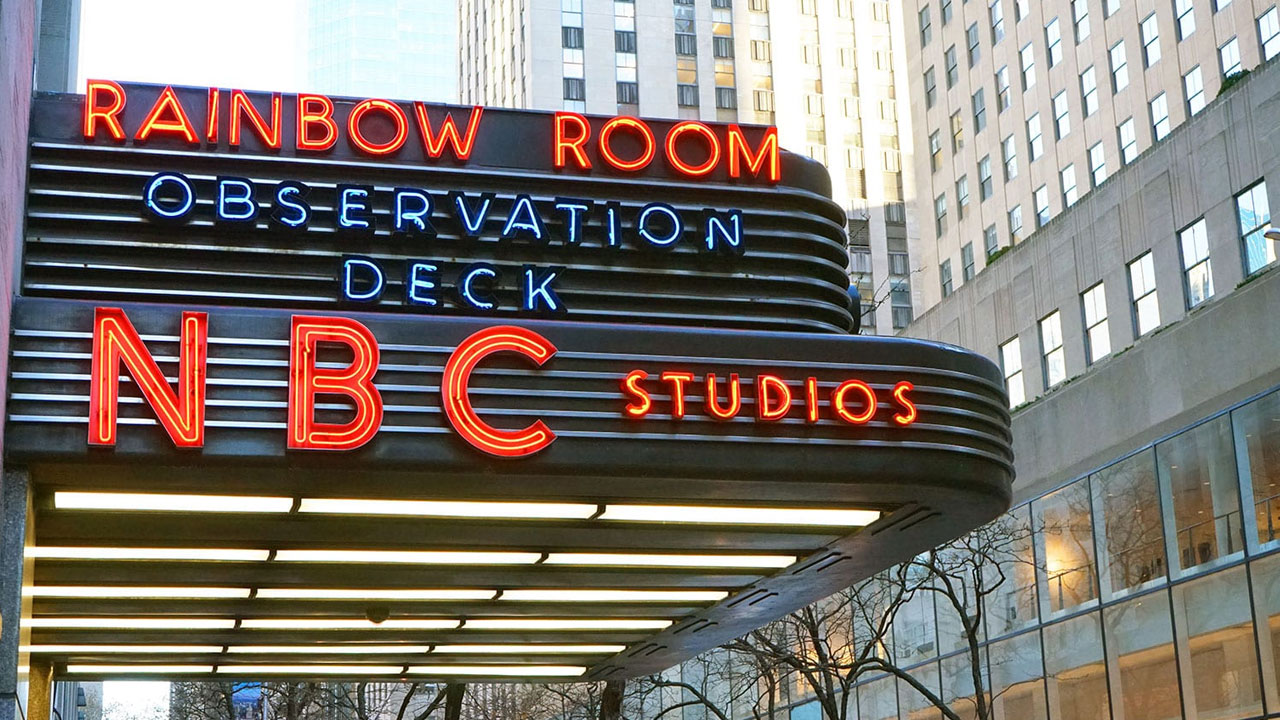 RAINBOW ROOM
OBSERVATION
DECK
NBC STUDIOS